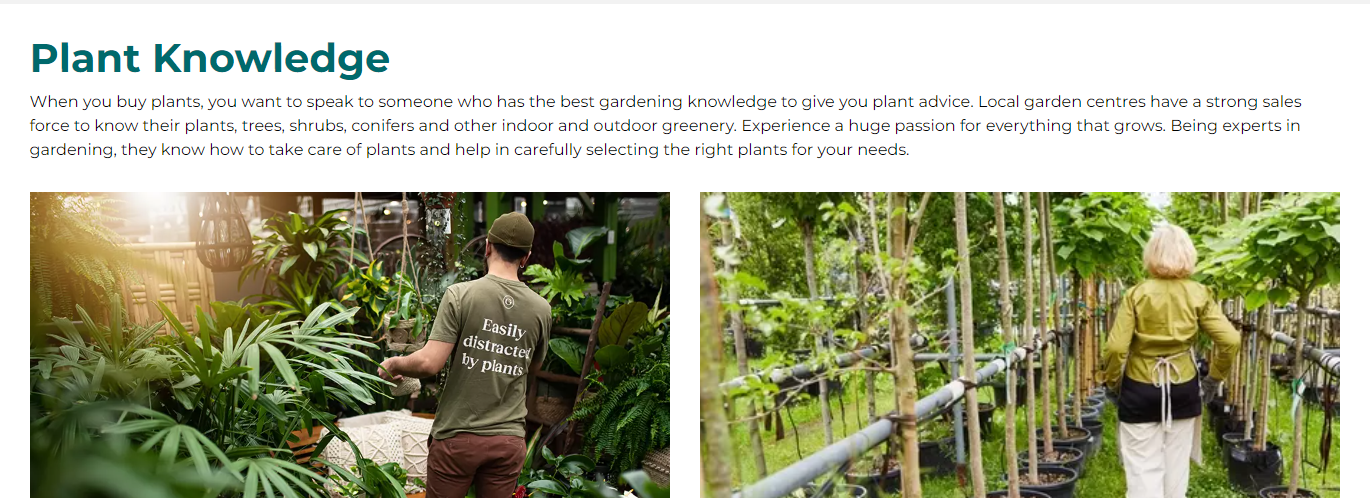 Plant Knowledge
When you buy plants, you want to speak to someone who has the best gardening knowledge to give you plant advice. Local garden centres have a strong sales
force to know their plants, trees, shrubs, conifers and other indoor and outdoor greenery. Experience a huge passion for everything that grows. Being experts in
gardening, they know how to take care of plants and help in carefully selecting the right plants for your needs.
Easily
distracted
by plants